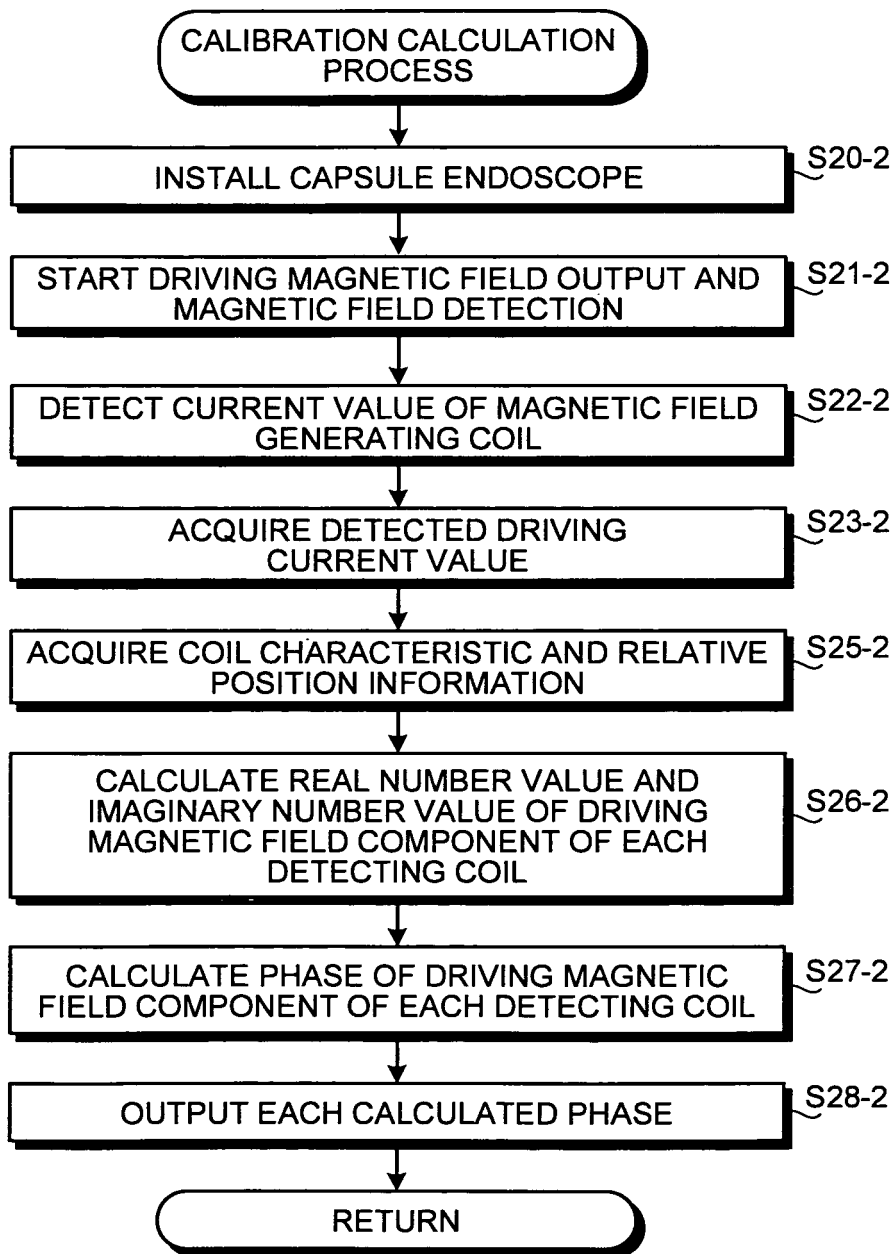 CALIBRATION CALCULATION
PROCESS
INSTALL CAPSULE ENDOSCOPE
S20-2
START DRIVING MAGNETIC FIELD OUTPUT AND
MAGNETIC FIELD DETECTION
S21-2
DETECT CURRENT VALUE OF MAGNETIC FIELD
GENERATING COIL
S22-2
ACQUIRE DETECTED DRIVING
CURRENT VALUE
S23-2
ACQUIRE COIL CHARACTERISTIC AND RELATIVE
POSITION INFORMATION
S25-2
CALCULATE REAL NUMBER VALUE AND
IMAGINARY NUMBER VALUE OF DRIVING
MAGNETIC FIELD COMPONENT OF EACH
DETECTING COIL
S26-2
CALCULATE PHASE OF DRIVING MAGNETIC
FIELD COMPONENT OF EACH DETECTING COIL
S27-2
OUTPUT EACH CALCULATED PHASE
S28-2
RETURN